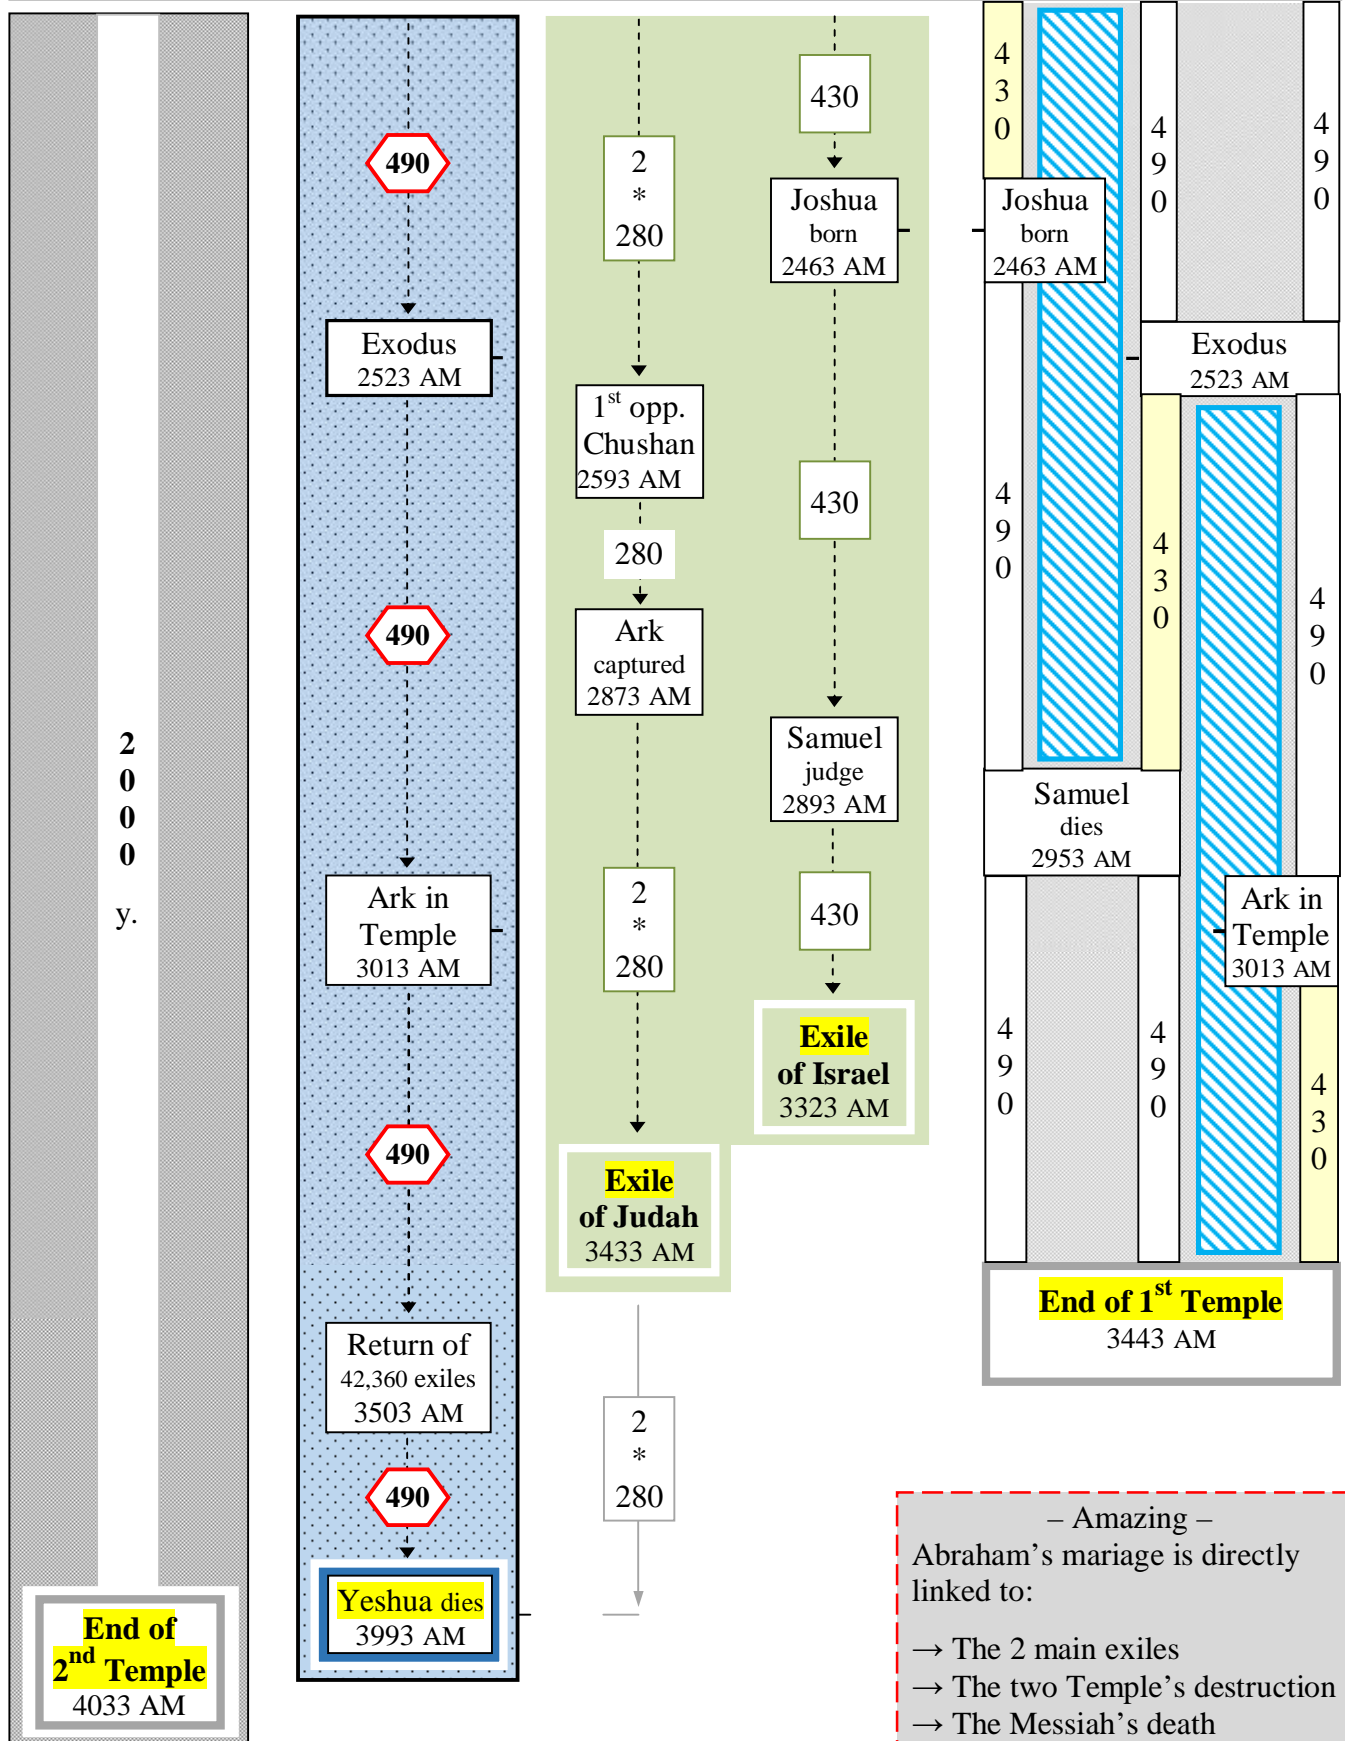 2
0
0
0
y.
End of
2nd Temple
4033 AM
490
Exodus
2523 AM
490
Ark in
Temple
3013 AM
490
Return of
42,360 exiles
3503 AM
490
Yeshua dies
3993 AM
2
*
280
1st opp.
Chushan
2593 AM
280
Ark
captured
2873 AM
2
*
280
Exile
of Judah
3433 AM
2
*
280
430
Joshua
born
2463 AM
430
Samuel
judge
2893 AM
430
Exile
of Israel
3323 AM
4
3
0
Joshua
born
2463 AM
4
9
0
Samuel
dies
2953 AM
4
9
0
4
9
0
4
9
0
Exodus
2523 AM
4
3
0
4
9
0
4
9
0
Ark in
Temple
3013 AM
4
3
0
End of 1st Temple
3443 AM
– Amazing –
Abraham’s mariage is directly
linked to:
→ The 2 main exiles
→ The two Temple’s destruction
→ The Messiah’s death